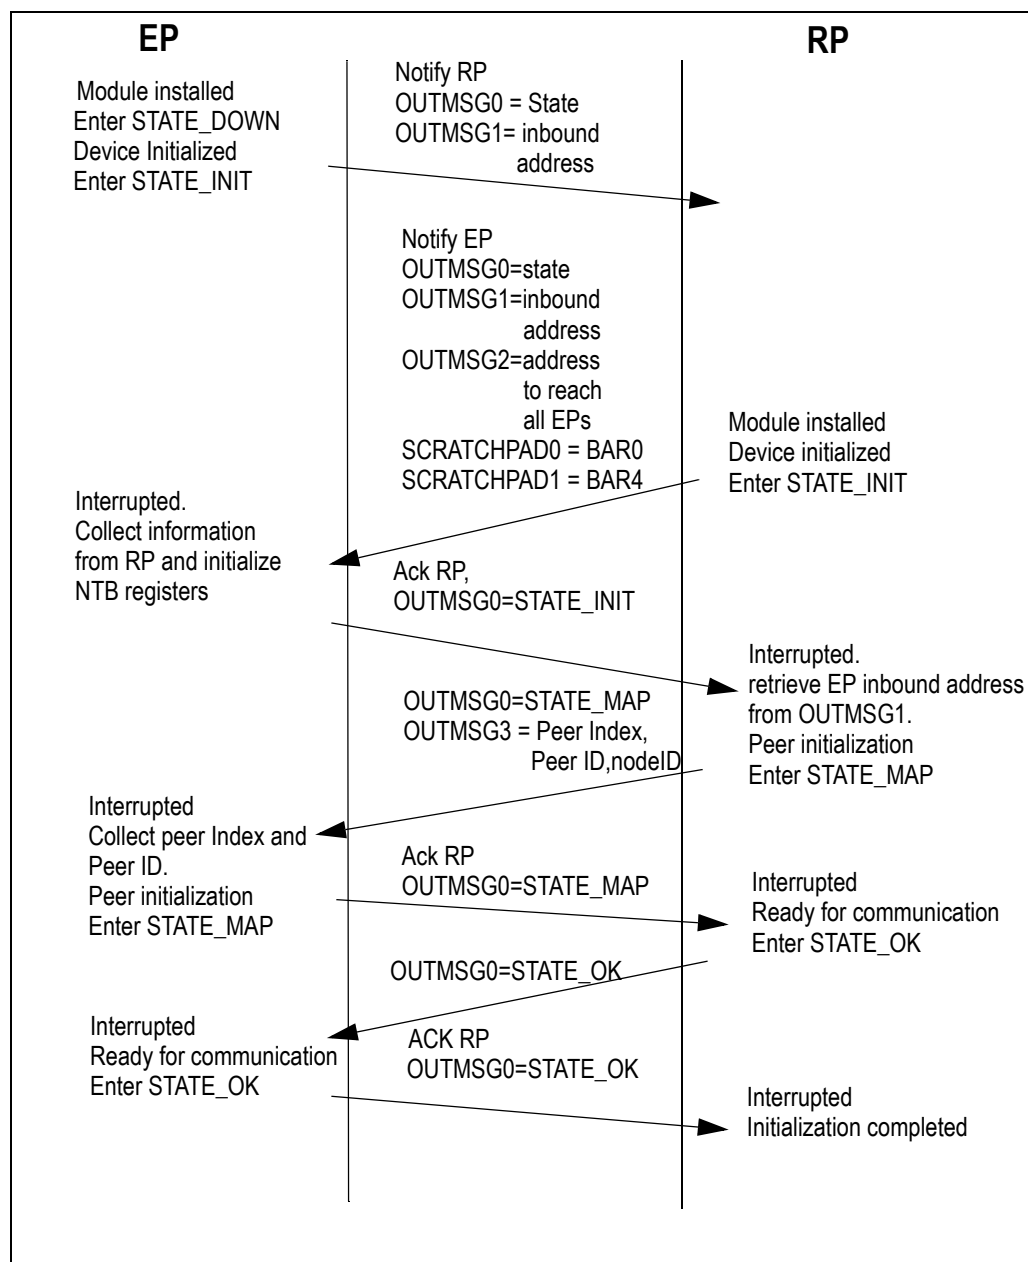 EP
RP
Module installed
Enter STATE_DOWN
Device Initialized
Enter STATE_INIT
Notify RP
OUTMSG0 = State
OUTMSG1= inbound
address
Notify EP
OUTMSG0=state
OUTMSG1=inbound
address
OUTMSG2=address
to reach
all EPs
SCRATCHPAD0 = BAR0
SCRATCHPAD1 = BAR4
Module installed
Device initialized
Enter STATE_INIT
Interrupted.
Collect information
from RP and initialize
NTB registers
Ack RP,
OUTMSG0=STATE_INIT
Interrupted.
retrieve EP inbound address
from OUTMSG1.
Peer initialization
Enter STATE_MAP
OUTMSG0=STATE_MAP
OUTMSG3 = Peer Index,
Peer ID,nodeID
Interrupted
Collect peer Index and
Peer ID.
Peer initialization
Enter STATE_MAP
Ack RP
OUTMSG0=STATE_MAP
Interrupted
Ready for communication
Enter STATE_OK
OUTMSG0=STATE_OK
Interrupted
Ready for communication
Enter STATE_OK
ACK RP
OUTMSG0=STATE_OK
Interrupted
Initialization completed